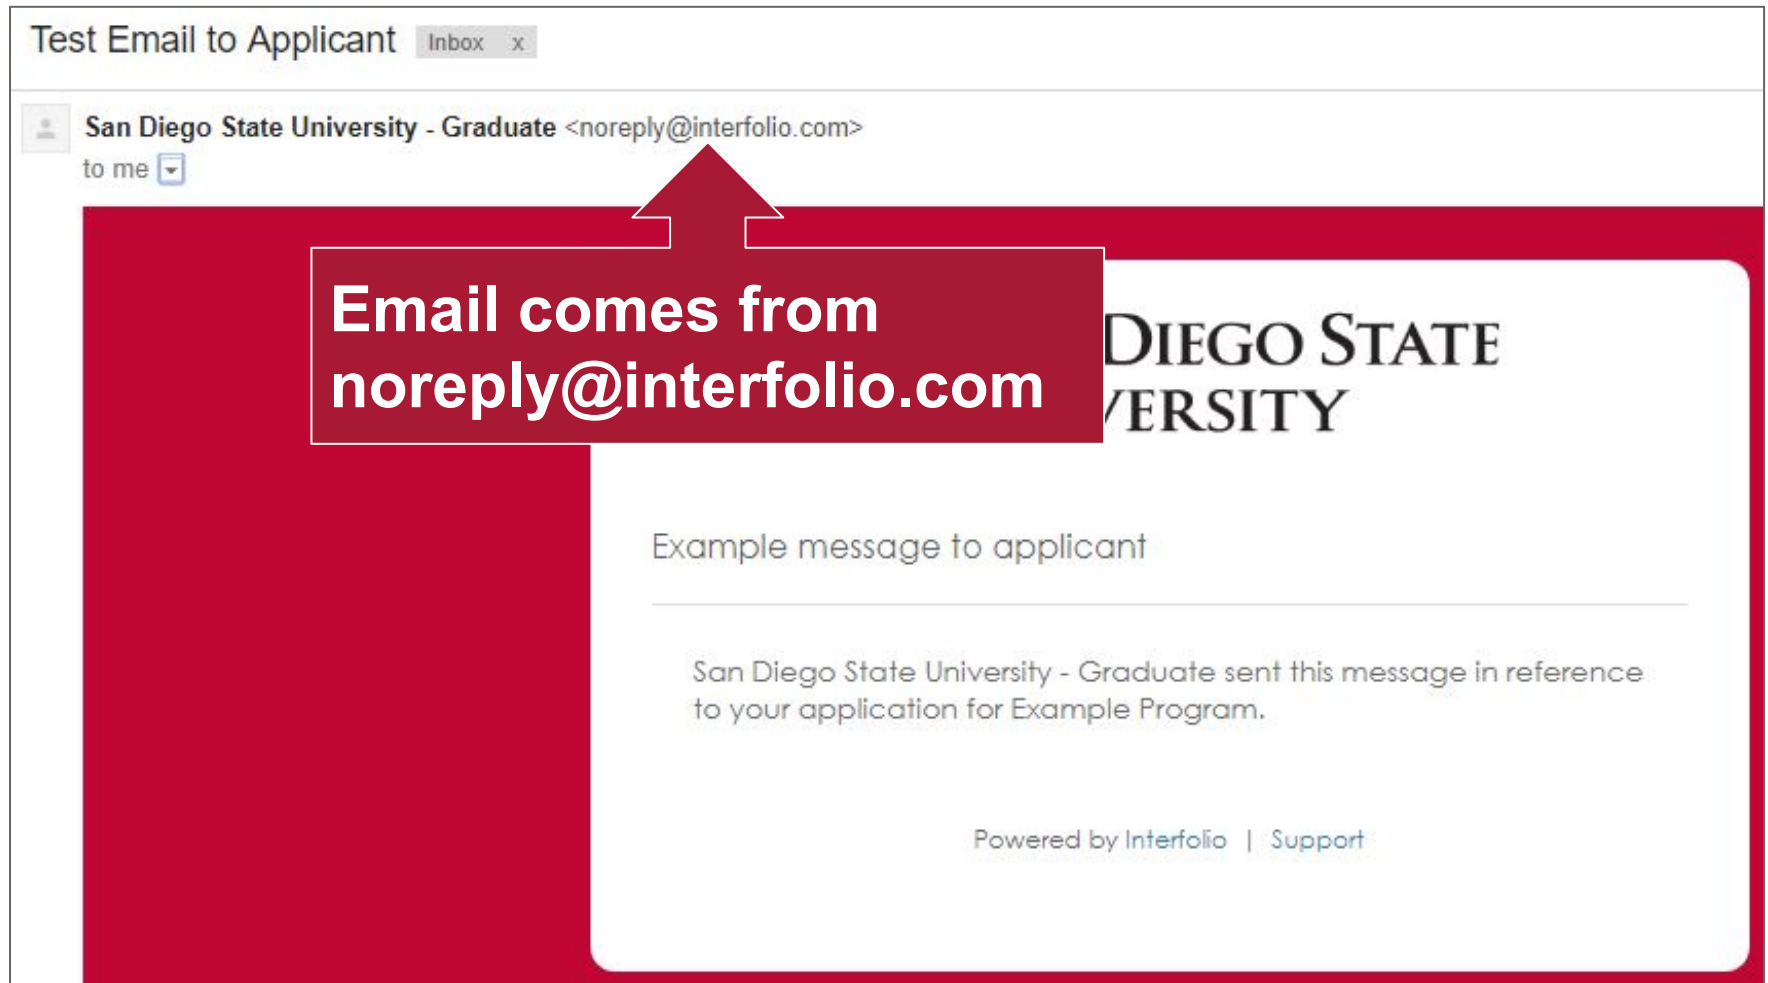 Test Email to Applicant Inbox x
San Diego State University - Graduate <noreply@interfolio.com>
to me
Email comes from
noreply@interfolio.com
DIEGO STATE
VERSITY
Example message to applicant
San Diego State University - Graduate sent this message in reference
to your application for Example Program.
Powered by Interfolio | Support